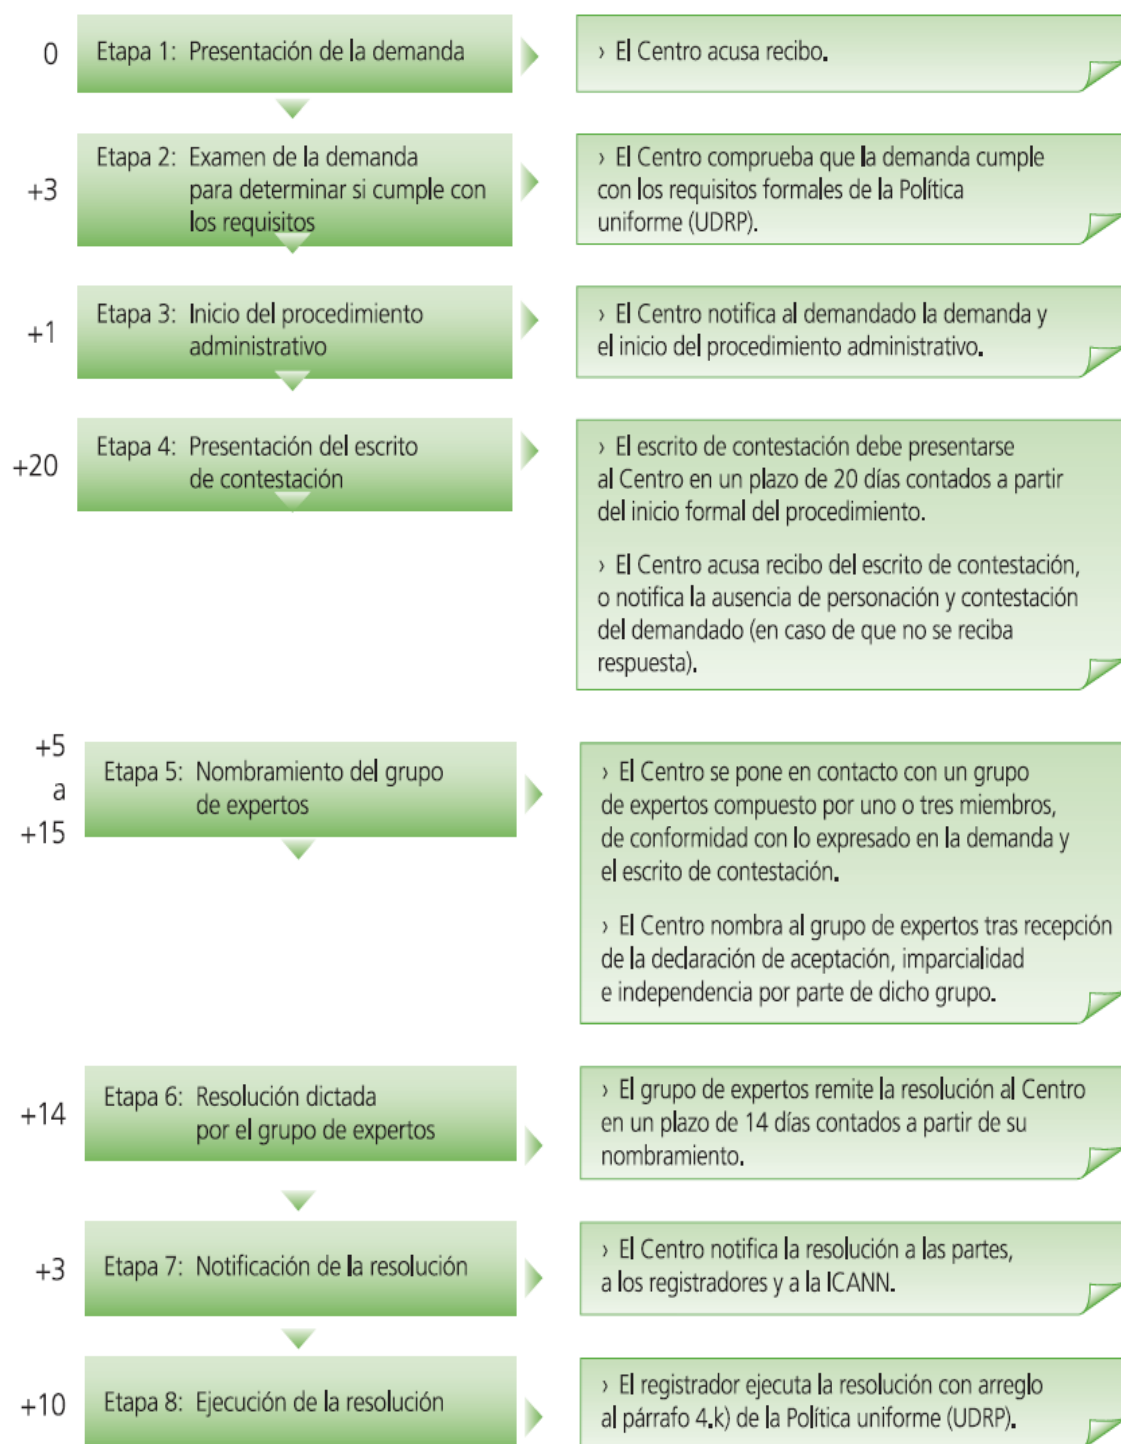 0
Etapa 1: Presentación de la demanda
› El Centro acusa recibo.
+3
Etapa 2: Examen de la demanda
para determinar si cumple con
los requisitos
› El Centro comprueba que la demanda cumple
con los requisitos formales de la Política
uniforme (UDRP).
+1
Etapa 3: Inicio del procedimiento
administrativo
› El Centro notifica al demandado la demanda y
el inicio del procedimiento administrativo.
+20
Etapa 4: Presentación del escrito
de contestación
› El escrito de contestación debe presentarse
al Centro en un plazo de 20 días contados a partir
del inicio formal del procedimiento.
› El Centro acusa recibo del escrito de contestación,
o notifica la ausencia de personación y contestación
del demandado (en caso de que no se reciba
respuesta).
+5
a
+15
Etapa 5: Nombramiento del grupo
de expertos
› El Centro se pone en contacto con un grupo
de expertos compuesto por uno o tres miembros,
de conformidad con lo expresado en la demanda y
el escrito de contestación.
› El Centro nombra al grupo de expertos tras recepción
de la declaración de aceptación, imparcialidad
e independencia por parte de dicho grupo.
+14
Etapa 6: Resolución dictada
por el grupo de expertos
› El grupo de expertos remite la resolución al Centro
en un plazo de 14 días contados a partir de su
nombramiento.
+3
Etapa 7: Notificación de la resolución
› El Centro notifica la resolución a las partes,
a los registradores y a la ICANN.
+10
Etapa 8: Ejecución de la resolución
› El registrador ejecuta la resolución con arreglo
al párrafo 4.k) de la Política uniforme (UDRP).